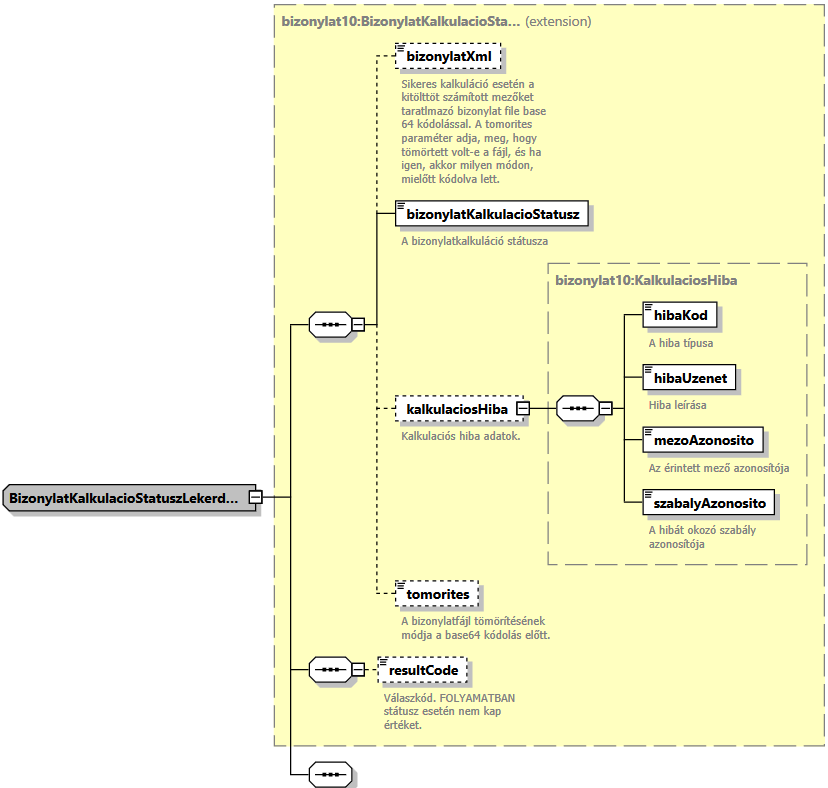 bizonylat10:BizonylatKalkulacioSta... (extension)
bizonylatXml
Sikeres kalkuláció esetén a
kitölttöt számított mezőket
taratlmazó bizonylat file base
64 kódolással. A tomorites
paraméter adja, meg, hogy
tömörtett volt-e a fájl, és ha
igen, akkor milyen módon,
mielőtt kódolva lett.
bizonylatKalkulacioStatusz
A bizonylatkalkuláció státusza
bizonylat10:KalkulaciosHiba
hibaKod
A hiba típusa
hibaUzenet
Hiba leírása
kalkulaciosHiba
Kalkulaciós hiba adatok.
mezoAzonosito
Az érintett mező azonosítója
szabalyAzonosito
A hibát okozó szabály
azonosítója
BizonylatKalkulacioStatuszLekerd...
tomorites
A bizonylatfájl tömörítésének
módja a base64 kódolás előtt.
resultCode
Válaszkód. FOLYAMATBAN
státusz esetén nem kap
értéket.